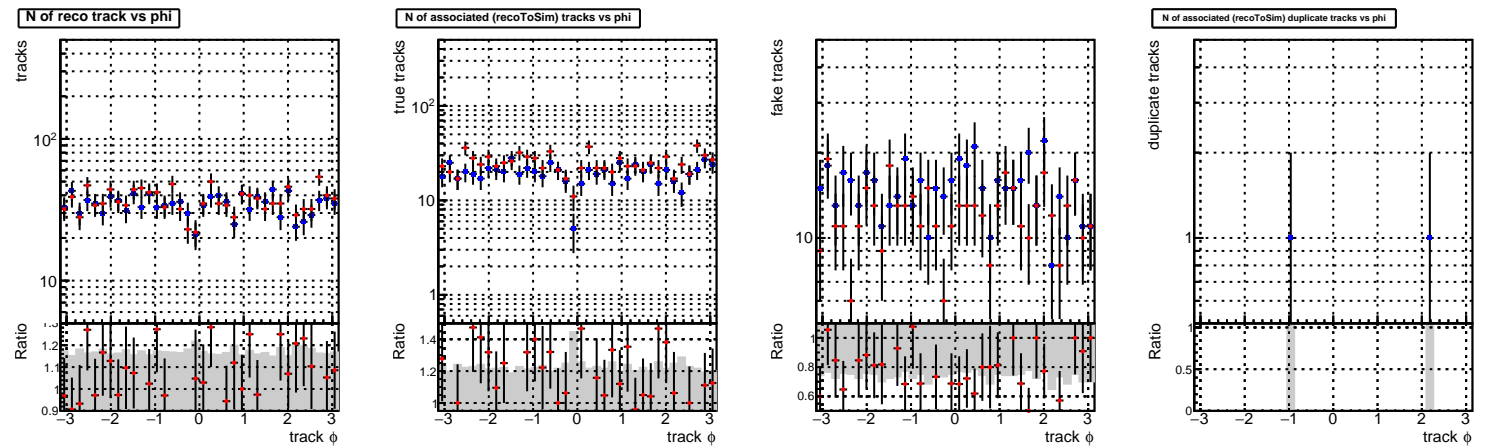 N of reco track vs phi
tracks
10²
10
Ratio
1.3
1.2
1.1
1
0.9
−3 −2 −1 0 1 2 3
track ϕ
N of associated (recoToSim) tracks vs phi
true tracks
10²
10
1
Ratio
1.4
1.2
1
−3 −2 −1 0 1 2 3
track ϕ
fake tracks
10
Ratio
1
0.8
0.6
−3 −2 −1 0 1 2 3
track ϕ
N of associated (recoToSim) duplicate tracks vs phi
duplicate tracks
1
Ratio
1
0.5
0
−3 −2 −1 0 1 2 3
track ϕ